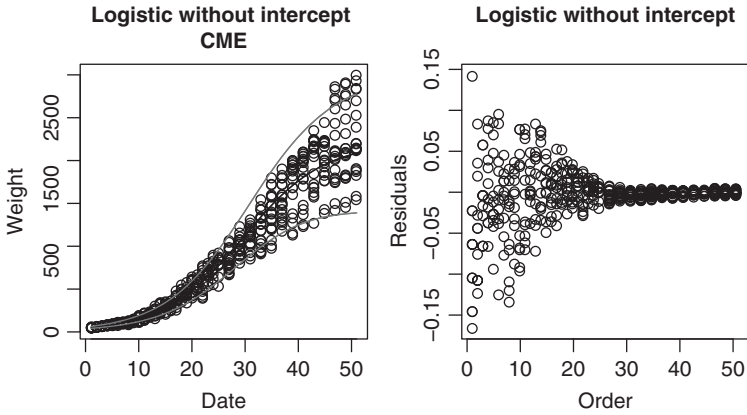 Logistic without intercept
CME
Weight
2500
1500
500
0
0 10 20 30 40 50
Date
Logistic without intercept
Residuals
0.15
0.05
−0.05
−0.15
0 10 20 30 40 50
Order